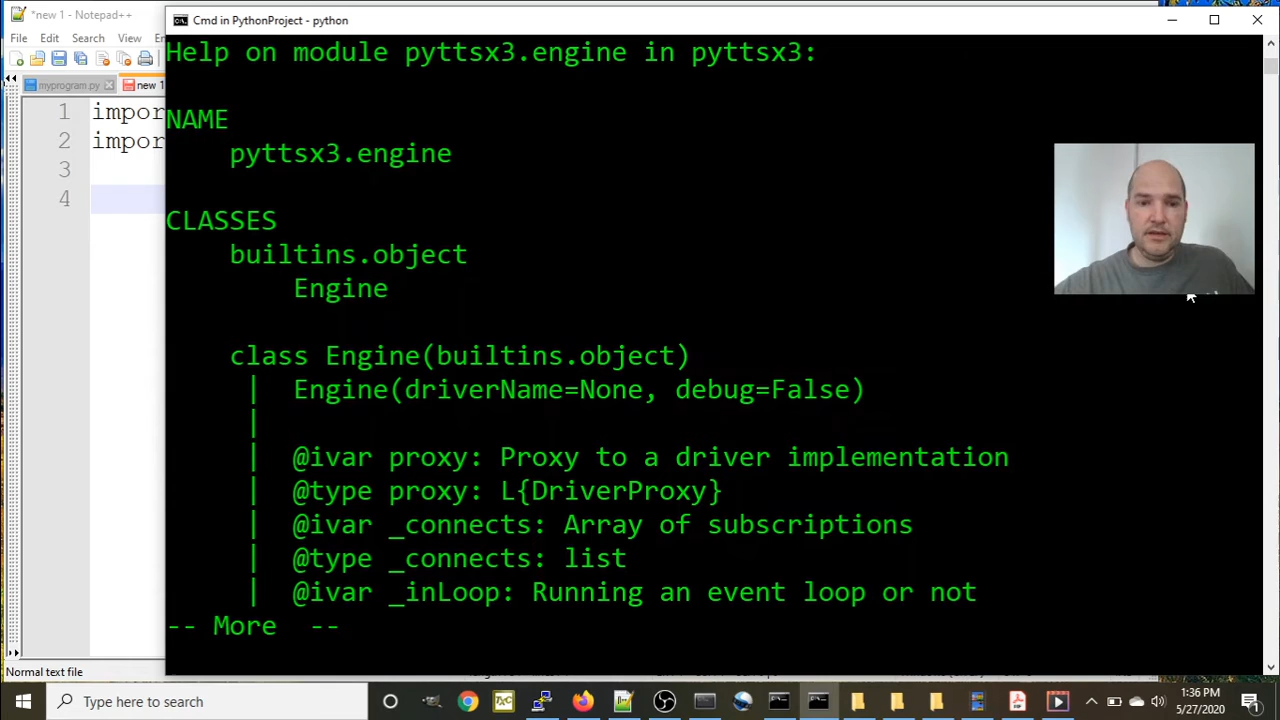 *new 1 - Notepad++
Cmd in PythonProject - python
File Edit Search View
myprogram.py
new 1
1 impor
2 impor
3
4
Help on module pyttsx3.engine in pyttsx3:
NAME
pyttsx3.engine
CLASSES
builtins.object
Engine
class Engine(builtins.object)
| Engine(driverName=None, debug=False)
|
| @ivar proxy: Proxy to a driver implementation
| @type proxy: L{DriverProxy}
| @ivar _connects: Array of subscriptions
| @type _connects: list
| @ivar _inLoop: Running an event loop or not
-- More --
Normal text file
Type here to search
1:36 PM
5/27/2020